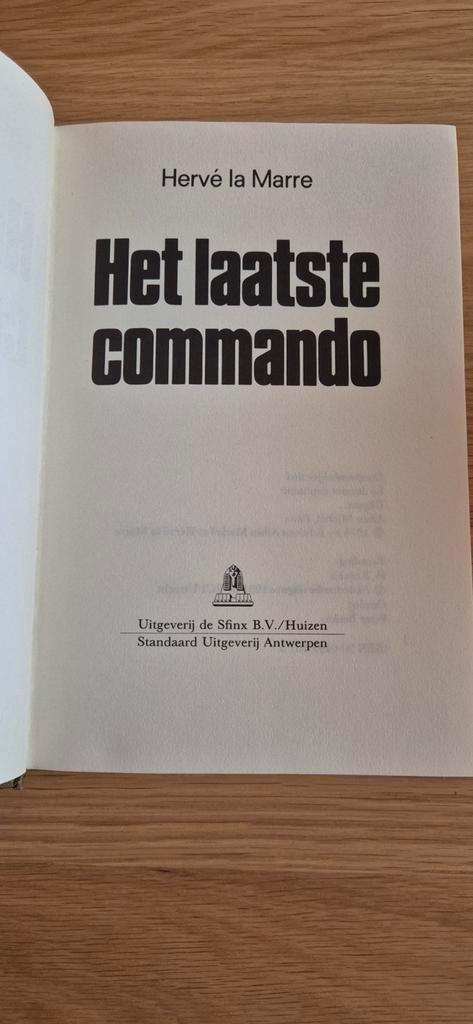 Hervé la Marre
Het laatste
commando
Uitgeverij de Sfinx B.V./Huizen
Standaard Uitgeverij Antwerpen